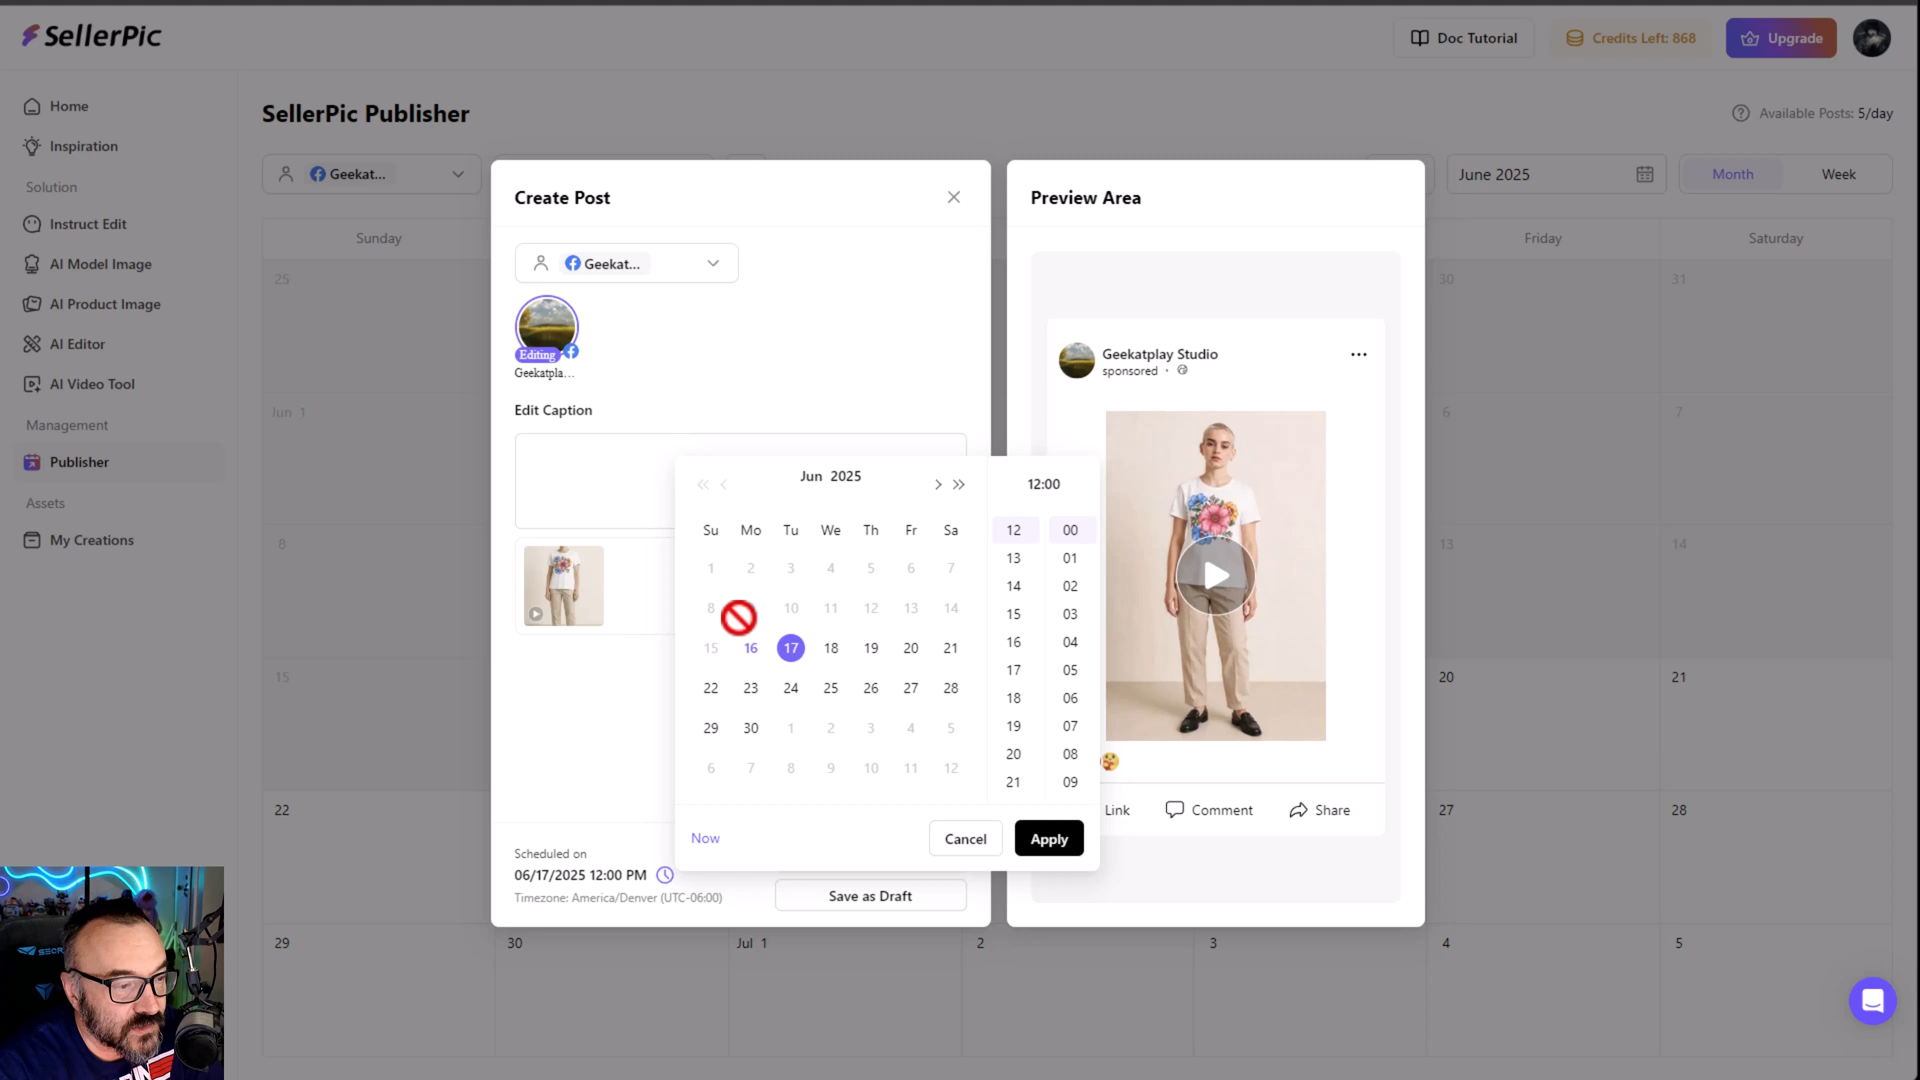 SellerPic
Doc Tutorial
Credits Left: 868
Upgrade
Home
Inspiration
Solution
Instruct Edit
AI Model Image
AI Product Image
AI Editor
AI Video Tool
Management
Publisher
Assets
My Creations
SellerPic Publisher
Available Posts: 5/day
Geekat...
June 2025
Month
Week
Sunday
Friday
Saturday
25
30
31
Jun 1
6
7
8
13
14
15
20
21
22
27
28
29
30
Jul 1
2
3
4
5
Create Post
Geekat...
Editing
Geekatpla...
Edit Caption
Jun 2025
Su Mo Tu We Th Fr Sa
1 2 3 4 5 6 7
8 10 11 12 13 14
15 16 17 18 19 20 21
22 23 24 25 26 27 28
29 30 1 2 3 4 5
6 7 8 9 10 11 12
12:00
12 00
13 01
14 02
15 03
16 04
17 05
18 06
19 07
20 08
21 09
Now
Cancel
Apply
Scheduled on
06/17/2025 12:00 PM
Timezone: America/Denver (UTC-06:00)
Save as Draft
Preview Area
Geekatplay Studio
sponsored ·
Link
Comment
Share